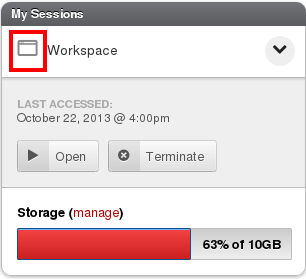 My Sessions
Workspace
LAST ACCESSED:
October 22, 2013 @ 4:00pm
Open Terminate
Storage (manage)
63% of 10GB